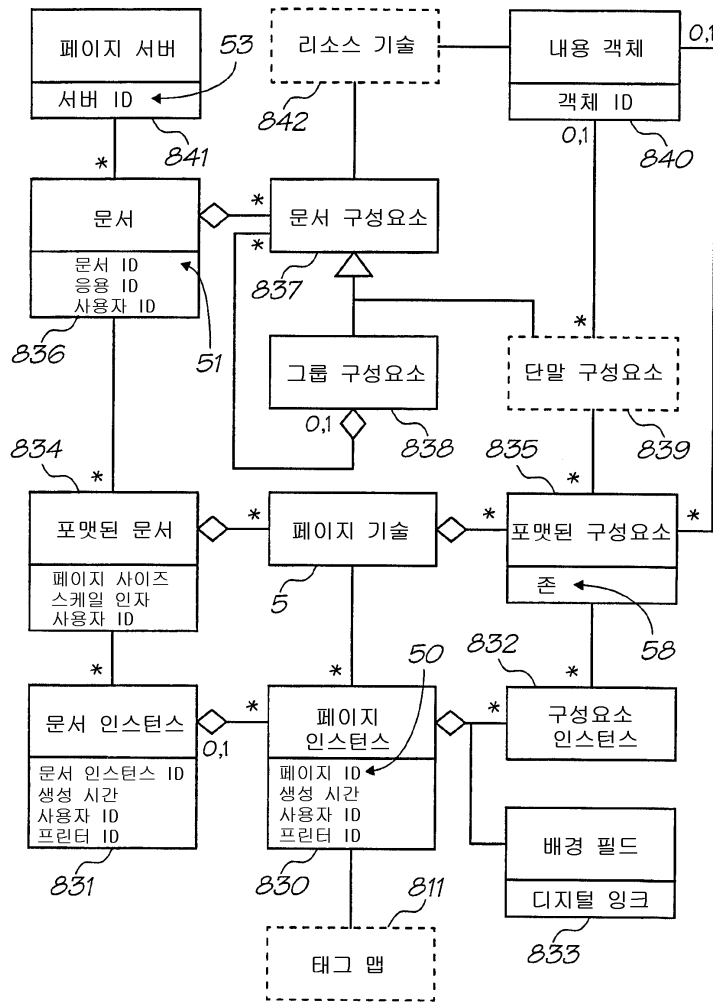 페이지 서버
서버 ID
53
841
*
리소스 기술
842
내용 객체
0,1
객체 ID
0,1
840
문서
문서 ID
응용 ID
사용자 ID
836
51
*
*
문서 구성요소
837
그룹 구성요소
0,1
838
*
단말 구성요소
839
834
*
포맷된 문서
페이지 사이즈
스케일 인자
사용자 ID
*
페이지 기술
5
835
*
*
*
포맷된 구성요소
존
58
*
문서 인스턴스
0,1
문서 인스턴스 ID
생성 시간
사용자 ID
프린터 ID
831
*
*
50
페이지
인스턴스
페이지 ID
생성 시간
사용자 ID
프린터 ID
830
832
*
*
구성요소
인스턴스
배경 필드
디지털 잉크
833
811
태그 맵